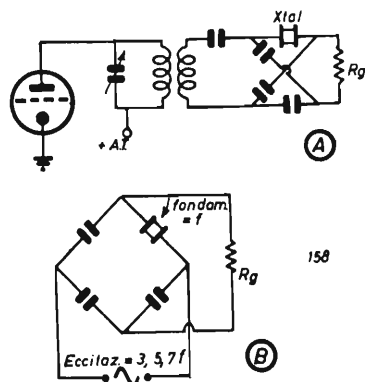 Xtal
Rg
+ A.T
A
fondam.
= f
Rg
158
Eccitaz. = 3, 5, 7 f
B